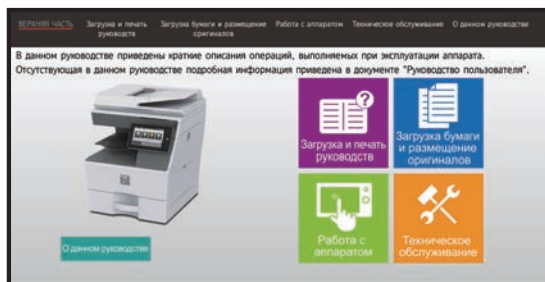 ВЕРХНЯЯ ЧАСТЬ
Загрузка и печать
руководств
Загрузка бумаги и размещение
оригиналов
Работа с аппаратом
Техническое обслуживание
О данном руководстве
В данном руководстве приведены краткие описания операций, выполняемых при эксплуатации аппарата.
Отсутствующая в данном руководстве подробная информация приведена в документе "Руководство пользователя".
?
Загрузка и печать
руководств
Загрузка бумаги
и размещение
оригиналов
Работа с
аппаратом
Техническое
обслуживание
О данном руководстве